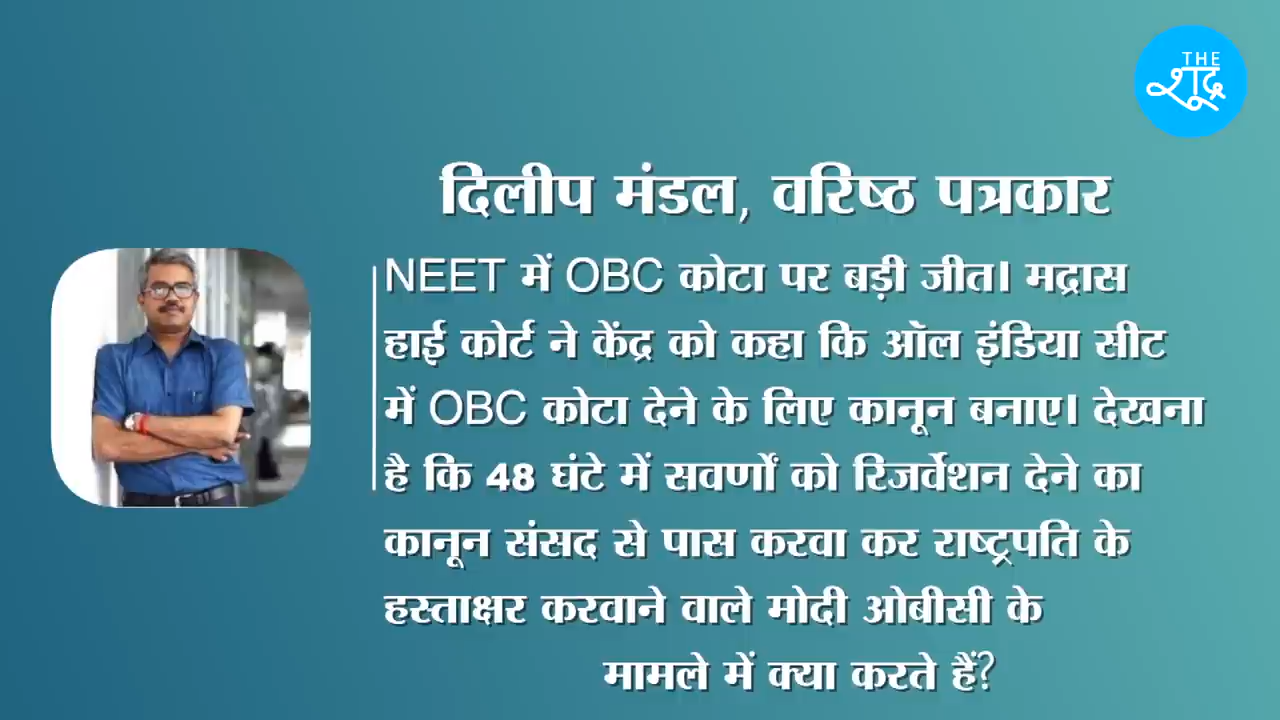 THE
शूद्र
दिलीप मंडल, वरिष्ठ पत्रकार
NEET में OBC कोटा पर बड़ी जीत। मद्रास
हाई कोर्ट ने केंद्र को कहा कि ऑल इंडिया सीट
में OBC कोटा देने के लिए कानून बनाए। देखना
है कि 48 घंटे में सवर्णों को रिजर्वेशन देने का
कानून संसद से पास करवा कर राष्ट्रपति के
हस्ताक्षर करवाने वाले मोदी ओबीसी के
मामले में क्या करते हैं?